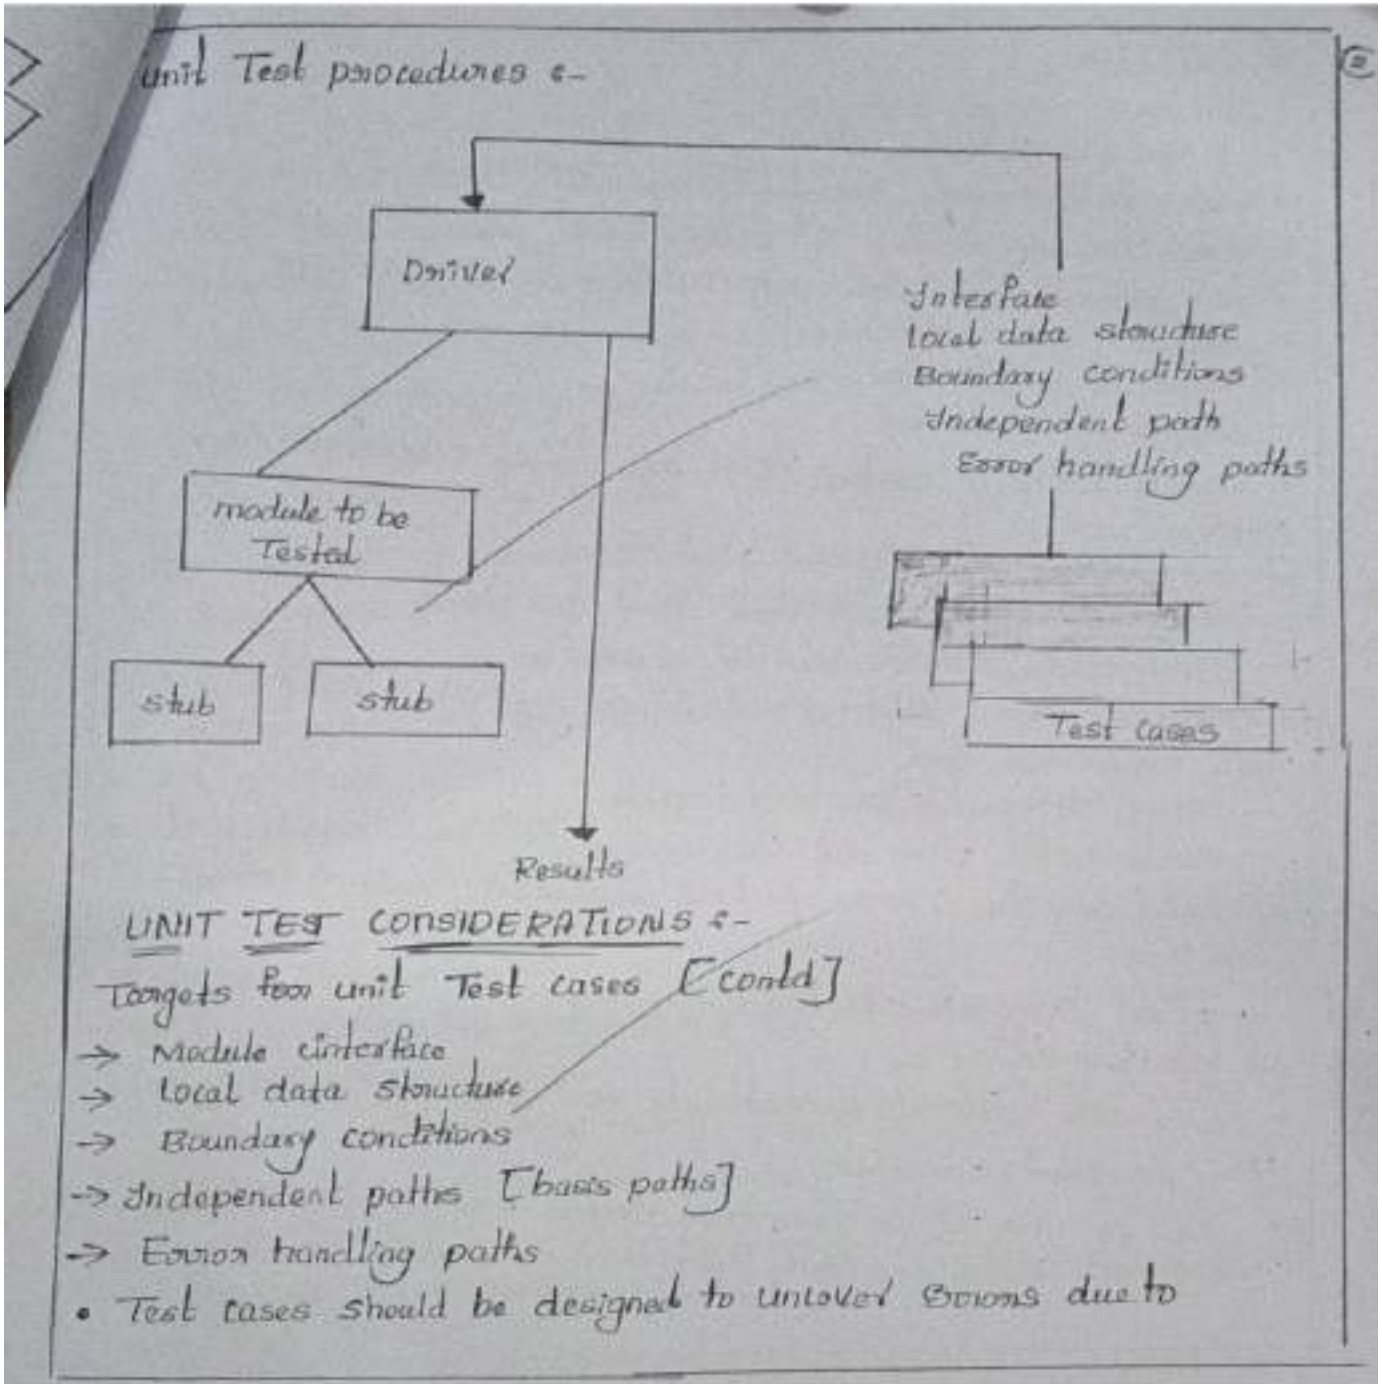 unit Test procedures :-
Driver
Interface
Local data structure
Boundary conditions
Independent path
Error handling paths
module to be
Tested
stub
stub
Test cases
Results
UNIT TEST CONSIDERATIONS :-
Targets for unit Test cases [contd]
→ Module interface
→ Local data structure
→ Boundary conditions
→ Independent paths [basis paths]
→ Error handling paths
• Test cases should be designed to uncover Errors due to